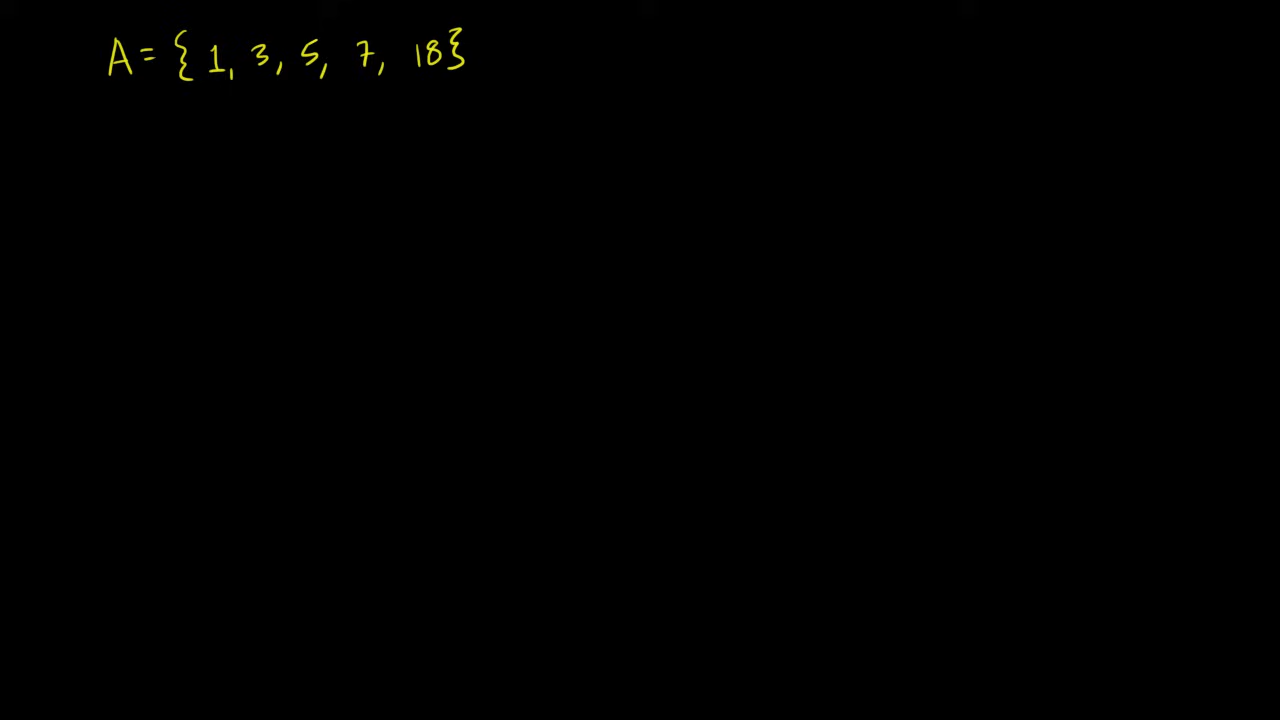 A = { 1, 3, 5, 7, 18}